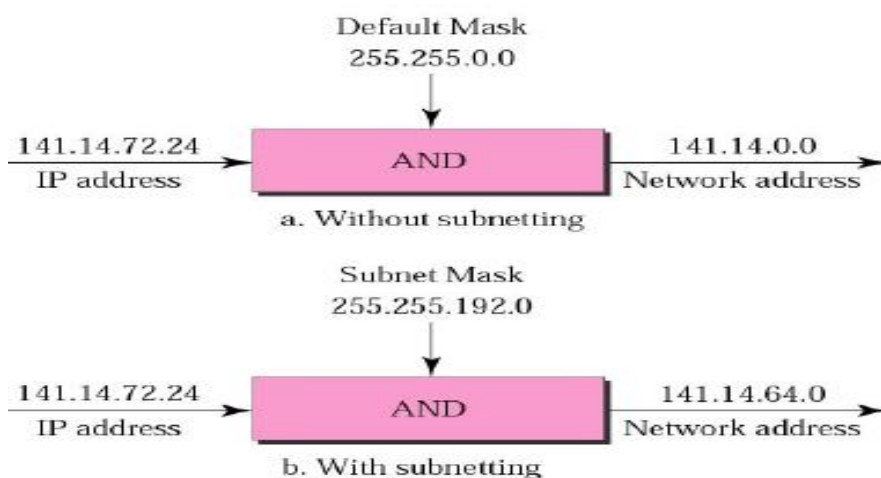 Default Mask
255.255.0.0
141.14.72.24
IP address
AND
141.14.0.0
Network address
a. Without subnetting
Subnet Mask
255.255.192.0
141.14.72.24
IP address
AND
141.14.64.0
Network address
b. With subnetting